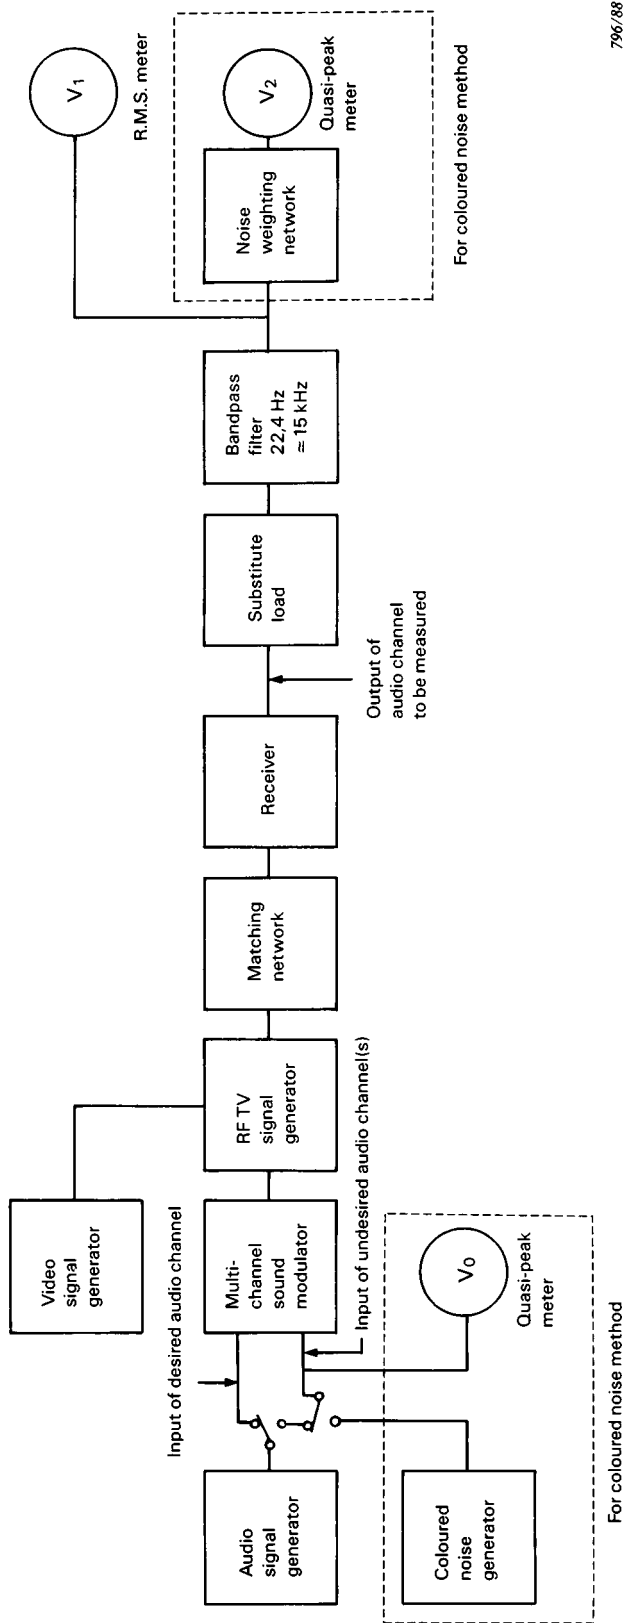 Video
signal
generator
Input of desired audio channel
Audio
signal
generator
Multi-
channel
sound
modulator
RF TV
signal
generator
Matching
network
Receiver
Substitute
load
Bandpass
filter
22,4 Hz
≃ 15 kHz
Noise
weighting
network
V1
R.M.S. meter
V2
Quasi-peak
meter
For coloured noise method
Input of undesired audio channel(s)
Output of
audio channel
to be measured
Coloured
noise
generator
V0
Quasi-peak
meter
For coloured noise method
796/88